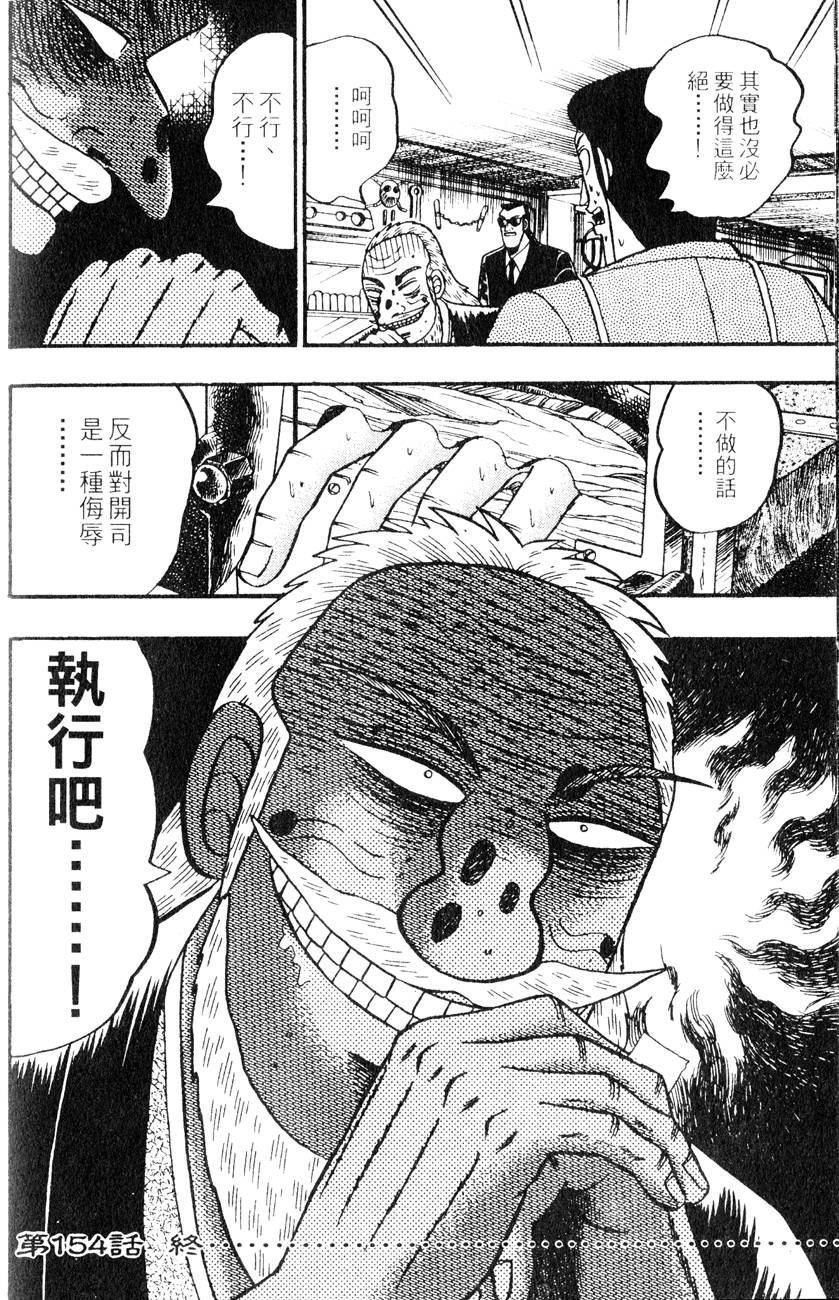 其實也沒必
要做得這麼
絕……！
呵呵呵
……
不行、
不行…！
不做的話
……
反而對開司
是一種侮辱
……
執行吧……！
第154話 終